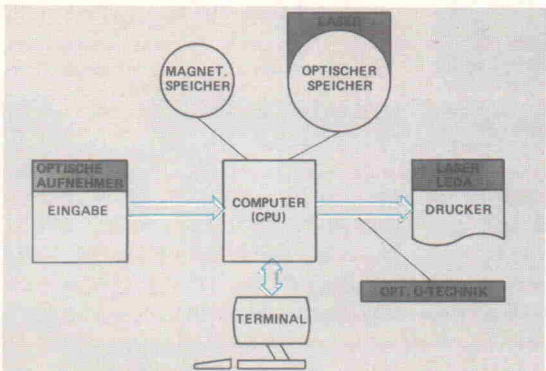 LASER
MAGNET.
SPEICHER
OPTISCHER
SPEICHER
OPTISCHE
AUFNEHMER
EINGABE
COMPUTER
(CPU)
LASER
LEDA
DRUCKER
OPT. Ü-TECHNIK
TERMINAL